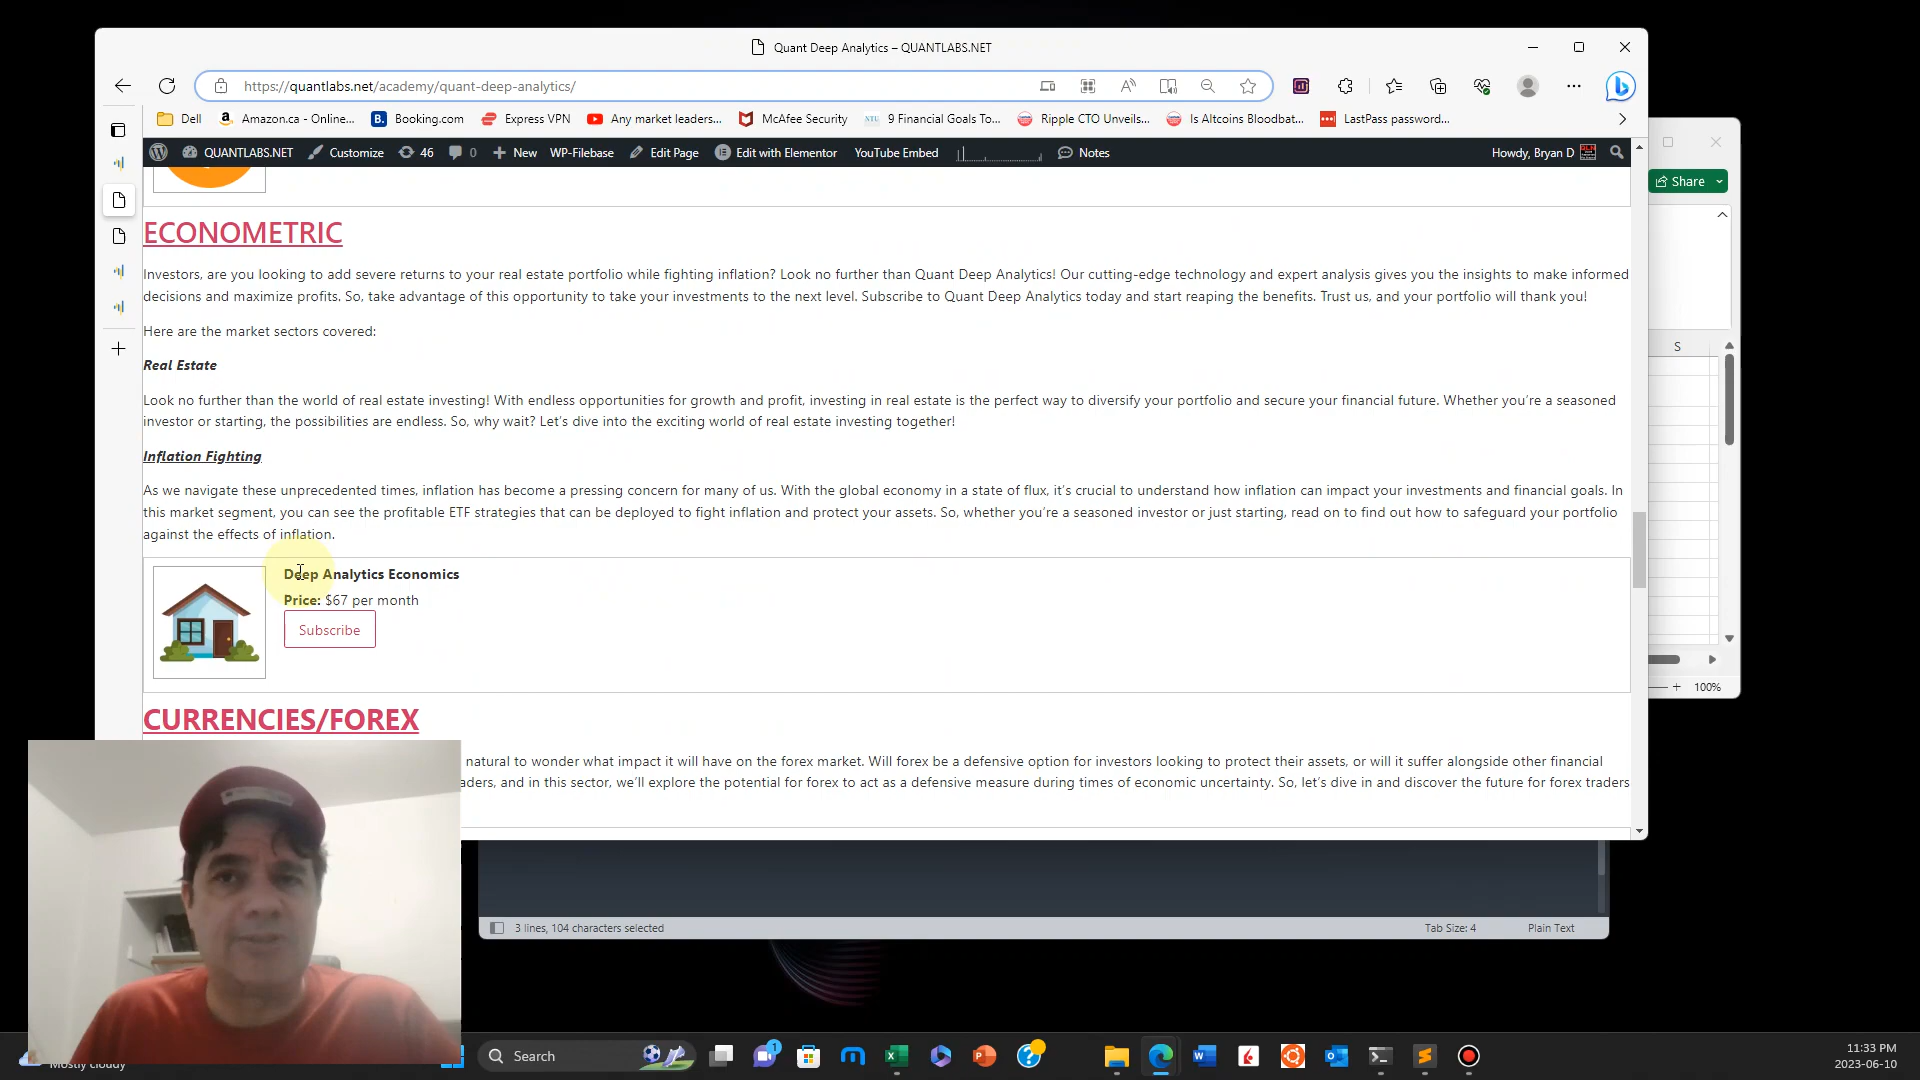 Quant Deep Analytics – QUANTLABS.NET
https://quantlabs.net/academy/quant-deep-analytics/
Dell
Amazon.ca - Online...
Booking.com
Express VPN
Any market leaders...
McAfee Security
NTU 9 Financial Goals To...
Ripple CTO Unveils...
Is Altcoins Bloodbat...
LastPass password...
QUANTLABS.NET
Customize
46
0
New
WP-Filebase
Edit Page
Edit with Elementor
YouTube Embed
Notes
Howdy, Bryan D
Share
ECONOMETRIC
Investors, are you looking to add severe returns to your real estate portfolio while fighting inflation? Look no further than Quant Deep Analytics! Our cutting-edge technology and expert analysis gives you the insights to make informed
decisions and maximize profits. So, take advantage of this opportunity to take your investments to the next level. Subscribe to Quant Deep Analytics today and start reaping the benefits. Trust us, and your portfolio will thank you!
Here are the market sectors covered:
S
Real Estate
Look no further than the world of real estate investing! With endless opportunities for growth and profit, investing in real estate is the perfect way to diversify your portfolio and secure your financial future. Whether you're a seasoned
investor or starting, the possibilities are endless. So, why wait? Let's dive into the exciting world of real estate investing together!
Inflation Fighting
As we navigate these unprecedented times, inflation has become a pressing concern for many of us. With the global economy in a state of flux, it's crucial to understand how inflation can impact your investments and financial goals. In
this market segment, you can see the profitable ETF strategies that can be deployed to fight inflation and protect your assets. So, whether you're a seasoned investor or just starting, read on to find out how to safeguard your portfolio
against the effects of inflation.
Deep Analytics Economics
Price: $67 per month
Subscribe
100%
CURRENCIES/FOREX
natural to wonder what impact it will have on the forex market. Will forex be a defensive option for investors looking to protect their assets, or will it suffer alongside other financial
aders, and in this sector, we'll explore the potential for forex to act as a defensive measure during times of economic uncertainty. So, let's dive in and discover the future for forex traders
3 lines, 104 characters selected
Tab Size: 4
Plain Text
Mostly cloudy
Search
1
11:33 PM
2023-06-10